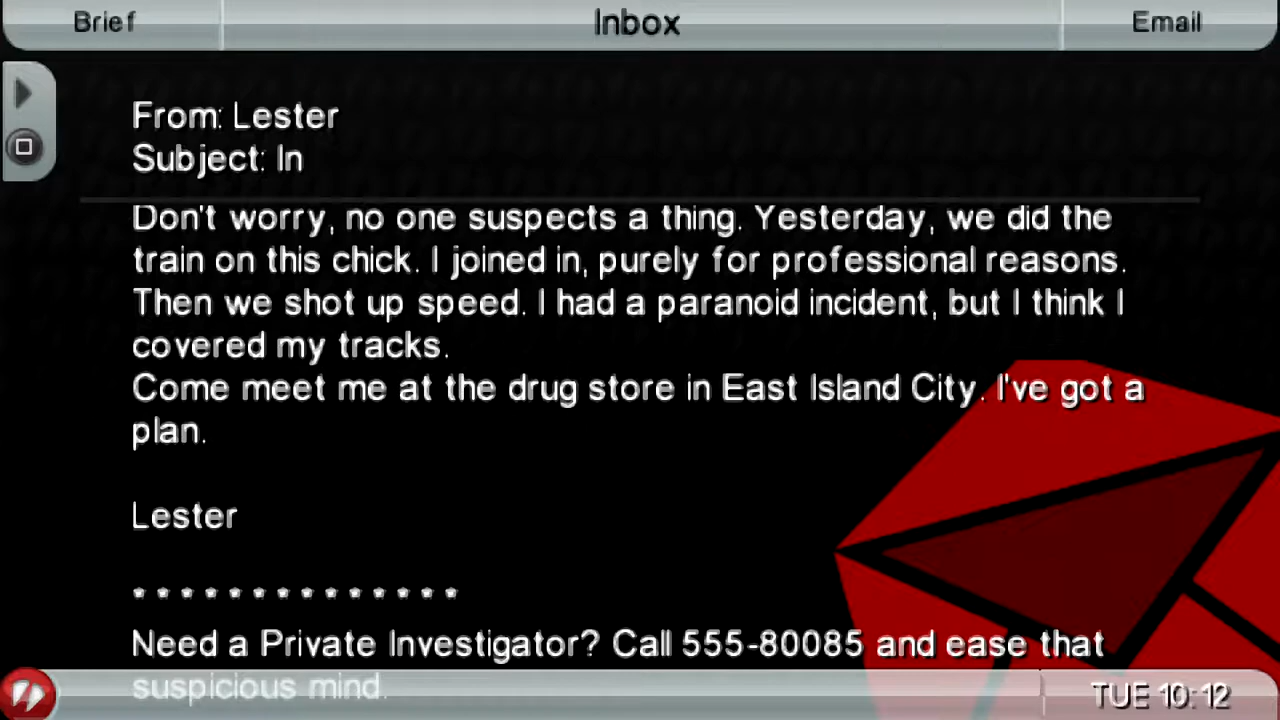 Brief
Inbox
Email
From: Lester
Subject: In
Don't worry, no one suspects a thing. Yesterday, we did the
train on this chick. I joined in, purely for professional reasons.
Then we shot up speed. I had a paranoid incident, but I think I
covered my tracks.
Come meet me at the drug store in East Island City. I've got a
plan.
Lester
* * * * * * * * * * * * * *
Need a Private Investigator? Call 555-80085 and ease that
suspicious mind.
TUE 10:12